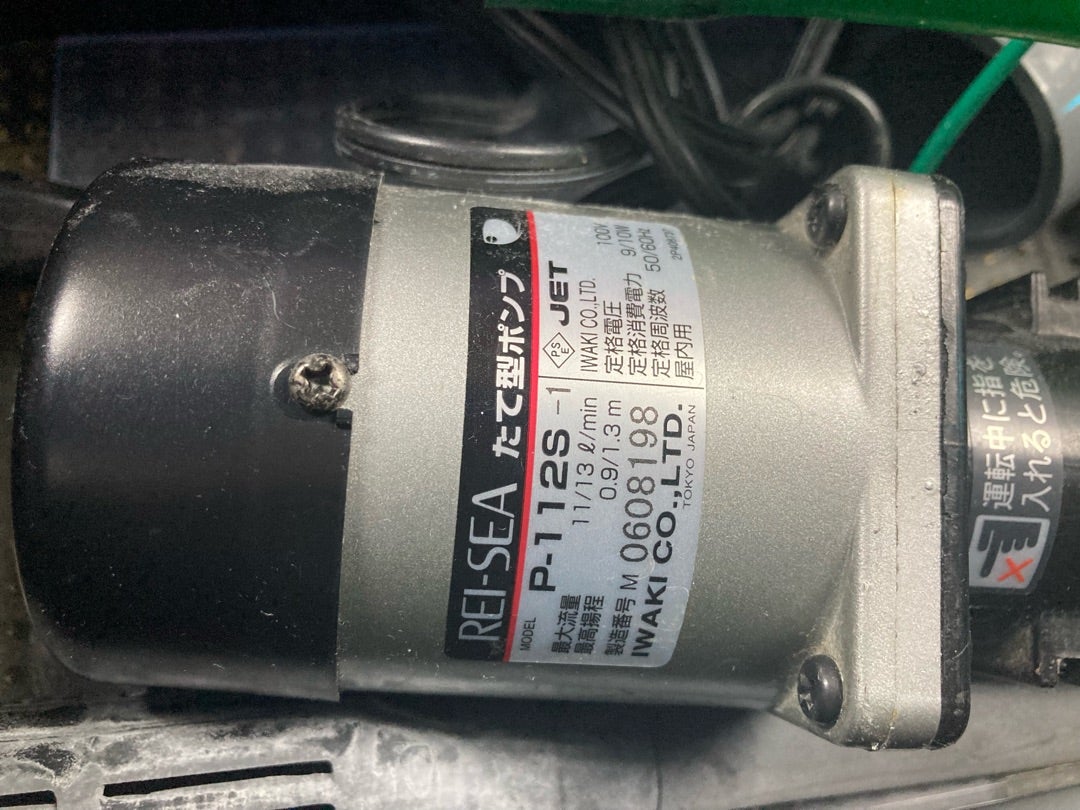 REI-SEA たて型ポンプ
MODEL P-112S-1
最大流量 11/13 ℓ/min
最高揚程 0.9/1.3 m
製造番号 M 0608198
IWAKI CO.,LTD.
TOKYO JAPAN
PS
E
JET
IWAKI CO.,LTD.
定格電圧 100V
定格消費電力 9/10W
定格周波数 50/60Hz
屋内用
運転中に指を
入れると危険。